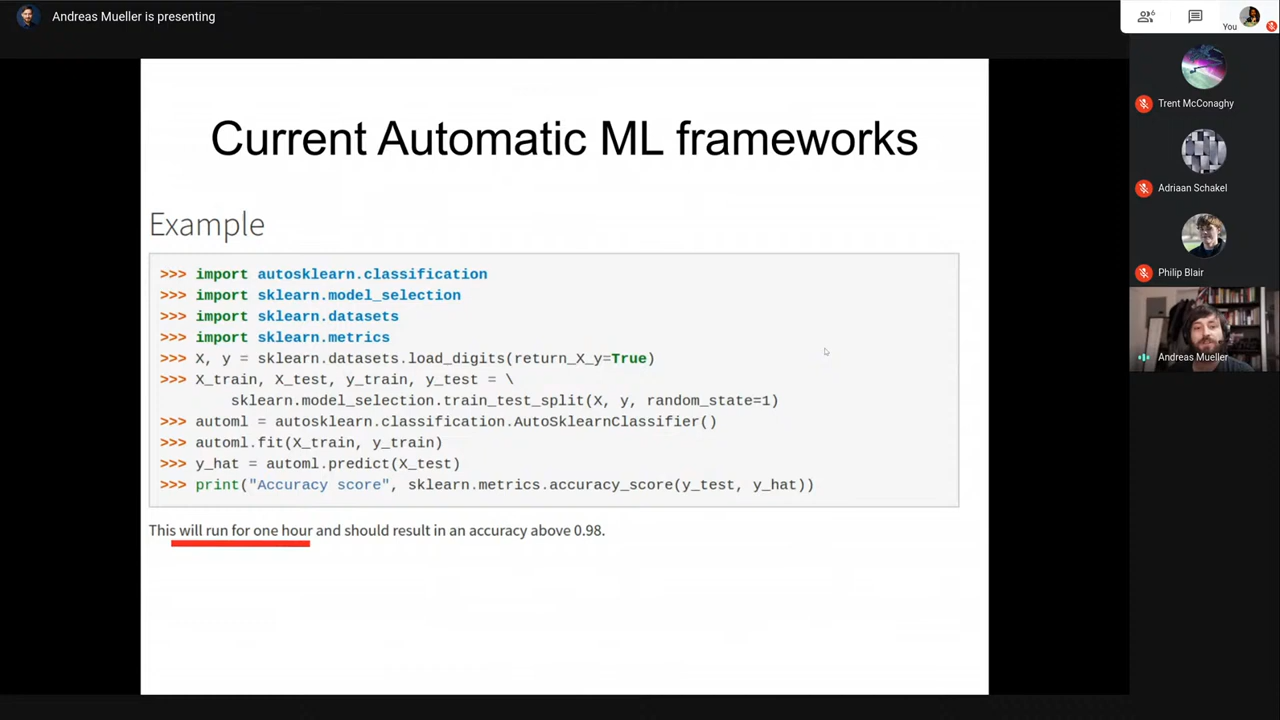 Andreas Mueller is presenting
6
You
Trent McConaghy
Adriaan Schakel
Philip Blair
Andreas Mueller
Current Automatic ML frameworks
Example
>>> import autosklearn.classification
>>> import sklearn.model_selection
>>> import sklearn.datasets
>>> import sklearn.metrics
>>> X, y = sklearn.datasets.load_digits(return_X_y=True)
>>> X_train, X_test, y_train, y_test = \
sklearn.model_selection.train_test_split(X, y, random_state=1)
>>> automl = autosklearn.classification.AutoSklearnClassifier()
>>> automl.fit(X_train, y_train)
>>> y_hat = automl.predict(X_test)
>>> print("Accuracy score", sklearn.metrics.accuracy_score(y_test, y_hat))
This will run for one hour and should result in an accuracy above 0.98.